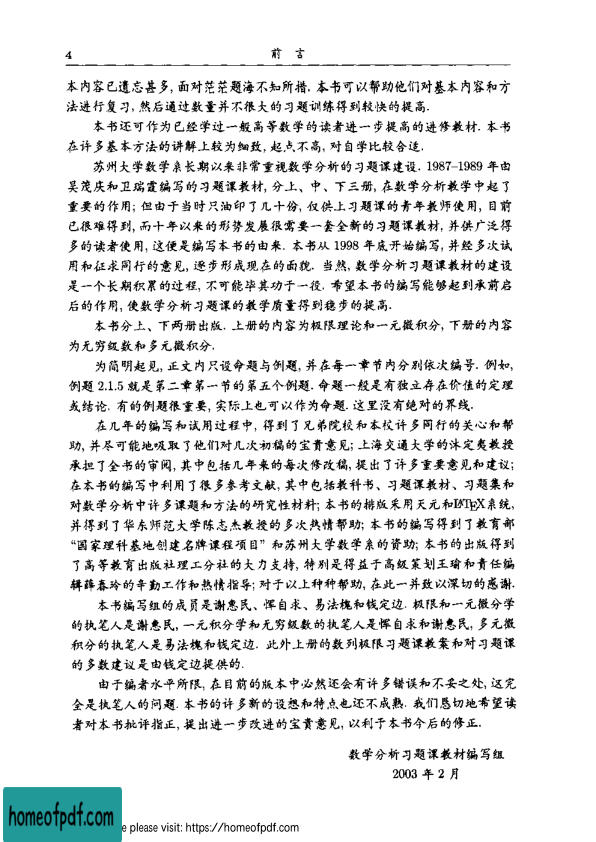 4 前 言
本内容已遗忘甚多, 面对茫茫题海不知所措. 本书可以帮助他们对基本内容和方
法进行复习, 然后通过数量并不很大的习题训练得到较快的提高.
本书还可作为已经学过一般高等数学的读者进一步提高的进修教材. 本书
在许多基本方法的讲解上较为细致, 起点不高, 对自学比较合适.
苏州大学数学系长期以来非常重视数学分析的习题课建设. 1987–1989 年由
吴茂庆和卫瑞霞编写的习题课教材, 分上、中、下三册, 在数学分析教学中起了
重要的作用; 但由于当时只油印了几十份, 仅供上习题课的青年教师使用, 目前
已很难得到, 而十年以来的形势发展很需要一套全新的习题课教材, 并供广泛得
多的读者使用, 这便是编写本书的由来. 本书从 1998 年底开始编写, 并经多次试
用和征求同行的意见, 逐步形成现在的面貌. 当然, 数学分析习题课教材的建设
是一个长期积累的过程, 不可能毕其功于一役. 希望本书的编写能够起到承前启
后的作用, 使数学分析习题课的教学质量得到稳步的提高.
本书分上、下两册出版. 上册的内容为极限理论和一元微积分, 下册的内容
为无穷级数和多元微积分.
为简明起见, 正文内只设命题与例题, 并在每一章节内分别依次编号. 例如,
例题 2.1.5 就是第二章第一节的第五个例题. 命题一般是有独立存在价值的定理
或结论. 有的例题很重要, 实际上也可以作为命题. 这里没有绝对的界线.
在几年的编写和试用过程中, 得到了兄弟院校和本校许多同行的关心和帮
助, 并尽可能地吸取了他们对几次初稿的宝贵意见; 上海交通大学的沐定夷教授
承担了全书的审阅, 其中包括几年来的每次修改稿, 提出了许多重要意见和建议;
在本书的编写中利用了很多参考文献, 其中包括教科书、习题课教材、习题集和
对数学分析中许多课题和方法的研究性材料; 本书的排版采用天元和LATEX系统,
并得到了华东师范大学陈志杰教授的多次热情帮助; 本书的编写得到了教育部
“国家理科基地创建名牌课程项目” 和苏州大学数学系的资助; 本书的出版得到
了高等教育出版社理工分社的大力支持, 特别是得益于高级策划王瑜和责任编
辑薛春玲的辛勤工作和热情指导; 对于以上种种帮助, 在此一并致以深切的感谢.
本书编写组的成员是谢惠民、恽自求、易法槐和钱定边. 极限和一元微分学
的执笔人是谢惠民, 一元积分学和无穷级数的执笔人是恽自求和谢惠民, 多元微
积分的执笔人是易法槐和钱定边. 此外上册的数列极限习题课教案和对习题课
的多数建议是由钱定边提供的.
由于编者水平所限, 在目前的版本中必然还会有许多错误和不妥之处, 这完
全是执笔人的问题. 本书的许多新的设想和特点也还不成熟. 我们恳切地希望读
者对本书批评指正, 提出进一步改进的宝贵意见, 以利于本书今后的修正.
数学分析习题课教材编写组
2003 年 2 月
homeofpdf.com
e please visit: https://homeofpdf.com